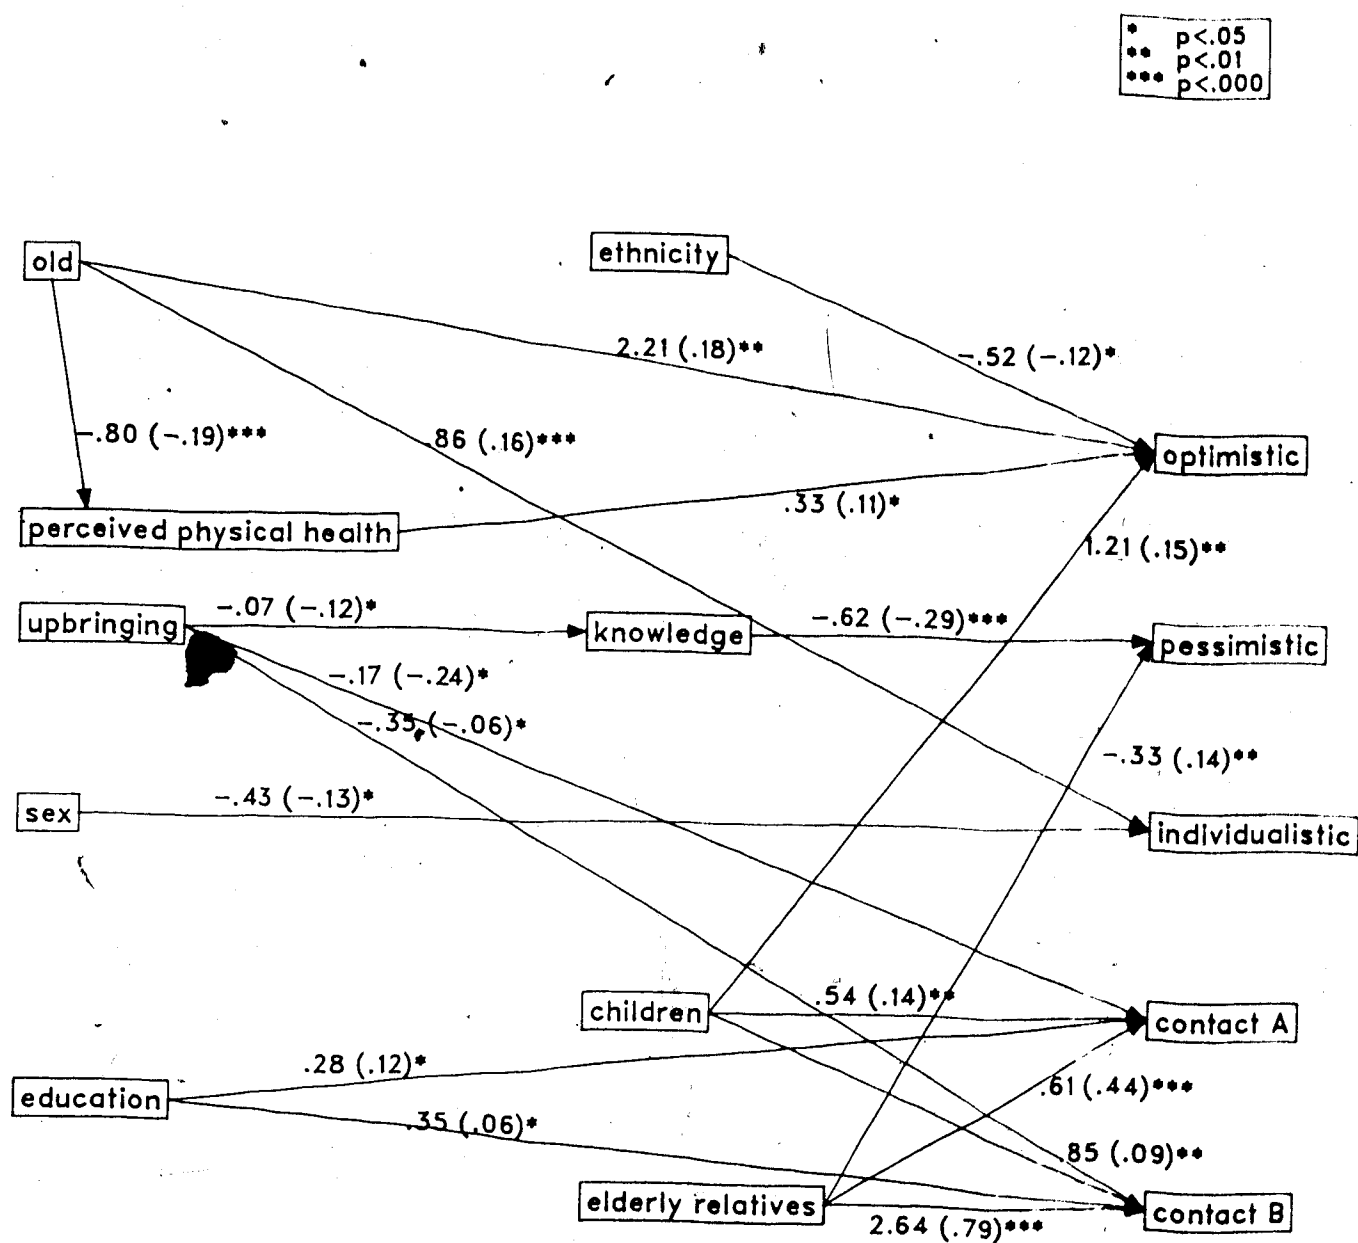 * p<.05
** p<.01
*** p<.000
old
ethnicity
2.21 (.18)**
-.52 (-.12)*
-.80 (-.19)***
.86 (.16)***
optimistic
.33 (.11)*
perceived physical health
1.21 (.15)**
upbringing
-.07 (-.12)*
knowledge
-.62 (-.29)***
pessimistic
-.17 (-.24)*
-.35 (-.06)*
-.33 (.14)**
sex
-.43 (-.13)*
individualistic
children
.54 (.14)**
contact A
.28 (.12)*
education
.61 (.44)***
.35 (.06)*
.85 (.09)**
elderly relatives
2.64 (.79)***
contact B